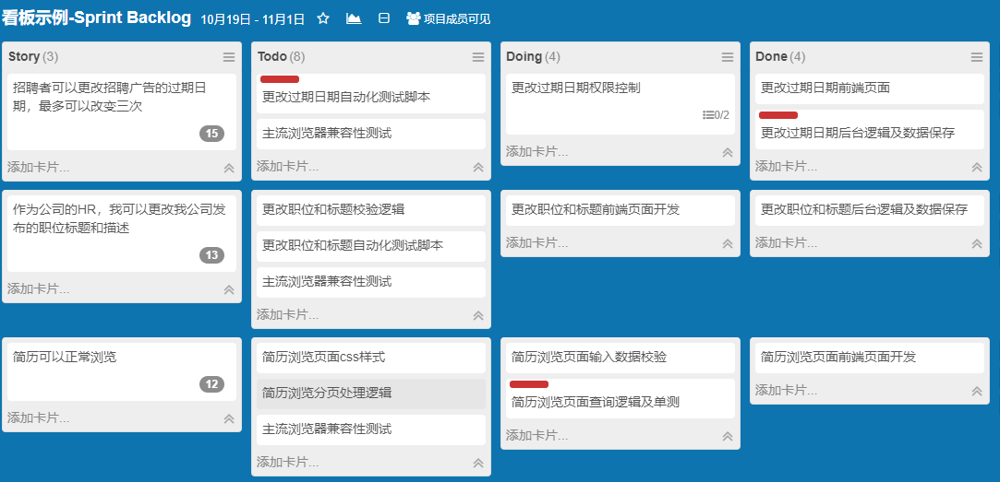 看板示例-Sprint Backlog 10月19日 - 11月1日 项目成员可见
Story (3)
Todo (8)
Doing (4)
Done (4)
招聘者可以更改招聘广告的过期日
期，最多可以改变三次
15
添加卡片...
更改过期日期自动化测试脚本
主流浏览器兼容性测试
添加卡片...
更改过期日期权限控制
0/2
添加卡片...
更改过期日期前端页面
更改过期日期后台逻辑及数据保存
添加卡片...
作为公司的HR，我可以更改我公司发
布的职位标题和描述
13
添加卡片...
更改职位和标题校验逻辑
更改职位和标题自动化测试脚本
主流浏览器兼容性测试
添加卡片...
更改职位和标题前端页面开发
添加卡片...
更改职位和标题后台逻辑及数据保存
添加卡片...
简历可以正常浏览
12
添加卡片...
简历浏览页面css样式
简历浏览分页处理逻辑
主流浏览器兼容性测试
添加卡片...
简历浏览页面输入数据校验
简历浏览页面查询逻辑及单测
添加卡片...
简历浏览页面前端页面开发
添加卡片...